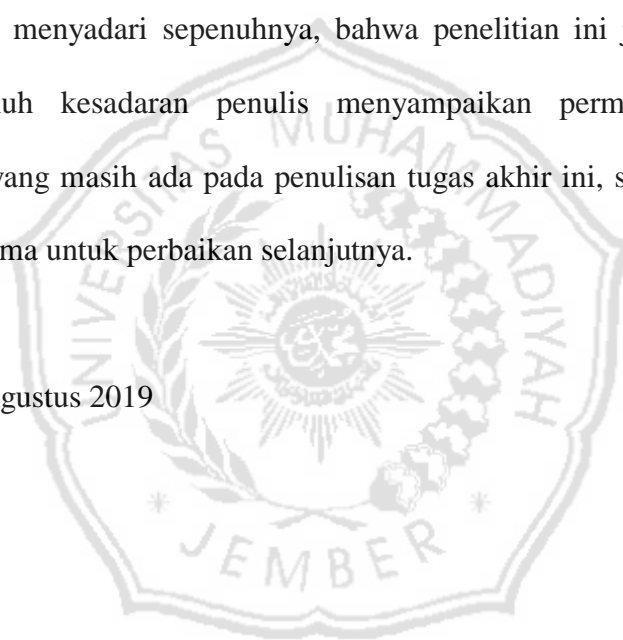 menyadari sepenuhnya, bahwa penelitian ini j
uh kesadaran penulis menyampaikan perm
yang masih ada pada penulisan tugas akhir ini, s
ma untuk perbaikan selanjutnya.
gustus 2019
UNIVERSITAS MUHAMMADIYAH
JEMBER